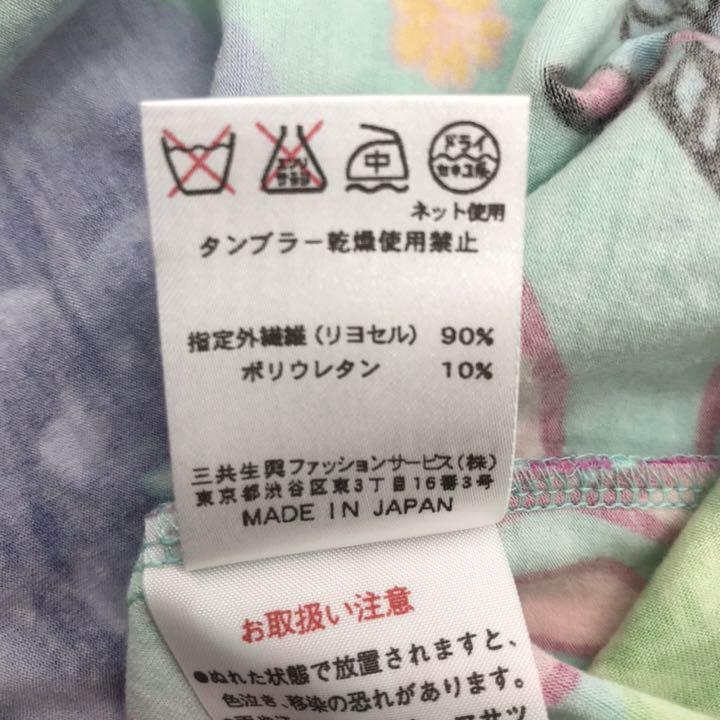 エンソ
サラシ
中
ドライ
セキユ系
ネット使用
タンブラー乾燥使用禁止
指定外繊維(リヨセル) 90%
ポリウレタン 10%
三共生興ファッションサービス(株)
東京都渋谷区東3丁目16番3号
MADE IN JAPAN
お取扱い注意
●ぬれた状態で放置されますと、
色泣き、移染の恐れがあります。